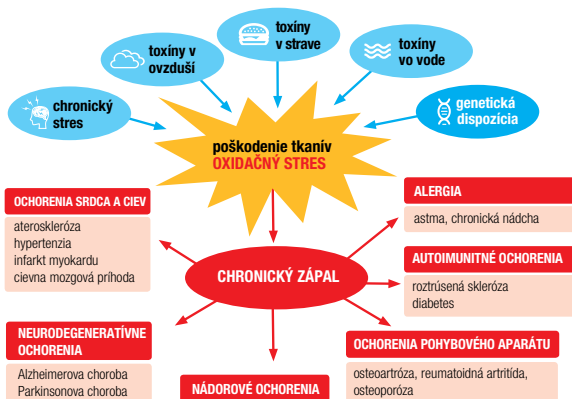 toxíny
v strave
toxíny v
ovzduší
toxíny
vo vode
chronický
stres
genetická
dispozícia
poškodenie tkanív
OXIDAČNÝ STRES
OCHORENIA SRDCA A CIEV
ateroskleróza
hypertenzia
infarkt myokardu
cievna mozgová príhoda
ALERGIA
astma, chronická nádcha
CHRONICKÝ ZÁPAL
AUTOIMUNITNÉ OCHORENIA
roztrúsená skleróza
diabetes
NEURODEGENERATÍVNE
OCHORENIA
Alzheimerova choroba
Parkinsonova choroba
NÁDOROVÉ OCHORENIA
OCHORENIA POHYBOVÉHO APARÁTU
osteoartróza, reumatoidná artritída,
osteoporóza